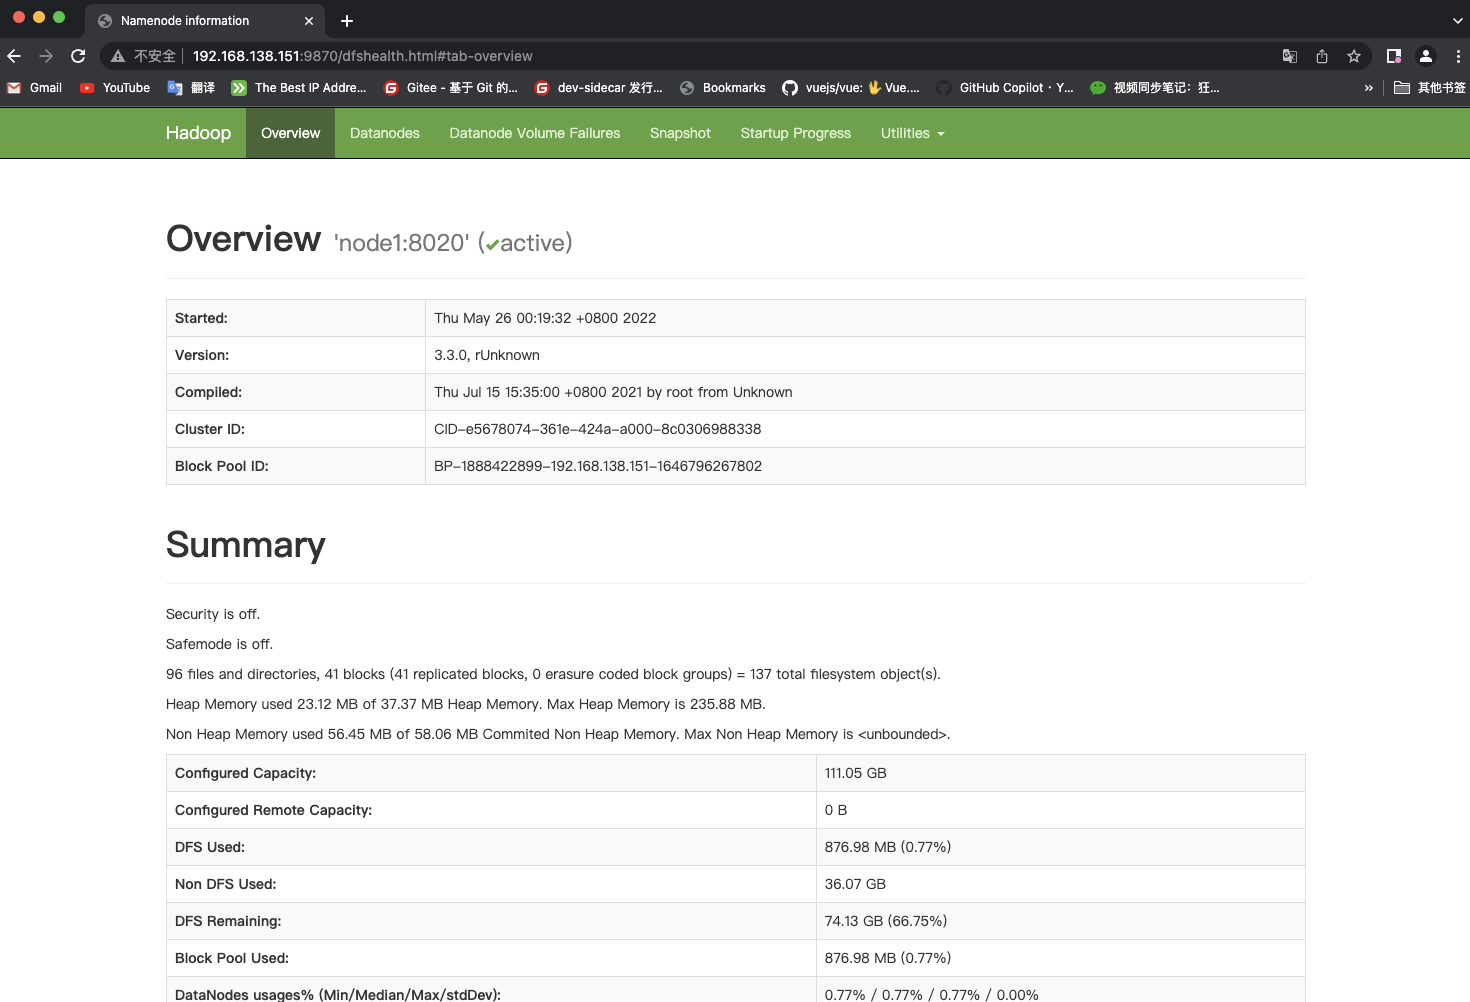 Namenode information
不安全 192.168.138.151:9870/dfshealth.html#tab-overview
Gmail YouTube 翻译 The Best IP Addre... Gitee - 基于 Git 的... dev-sidecar 发行... Bookmarks vuejs/vue: 🖖 Vue.... GitHub Copilot · Y... 视频同步笔记：狂... » 其他书签
Hadoop Overview Datanodes Datanode Volume Failures Snapshot Startup Progress Utilities
Overview 'node1:8020' (✔active)
Started: Thu May 26 00:19:32 +0800 2022
Version: 3.3.0, rUnknown
Compiled: Thu Jul 15 15:35:00 +0800 2021 by root from Unknown
Cluster ID: CID-e5678074-361e-424a-a000-8c0306988338
Block Pool ID: BP-1888422899-192.168.138.151-1646796267802
Summary
Security is off.
Safemode is off.
96 files and directories, 41 blocks (41 replicated blocks, 0 erasure coded block groups) = 137 total filesystem object(s).
Heap Memory used 23.12 MB of 37.37 MB Heap Memory. Max Heap Memory is 235.88 MB.
Non Heap Memory used 56.45 MB of 58.06 MB Commited Non Heap Memory. Max Non Heap Memory is <unbounded>.
Configured Capacity: 111.05 GB
Configured Remote Capacity: 0 B
DFS Used: 876.98 MB (0.77%)
Non DFS Used: 36.07 GB
DFS Remaining: 74.13 GB (66.75%)
Block Pool Used: 876.98 MB (0.77%)
DataNodes usages% (Min/Median/Max/stdDev): 0.77% / 0.77% / 0.77% / 0.00%